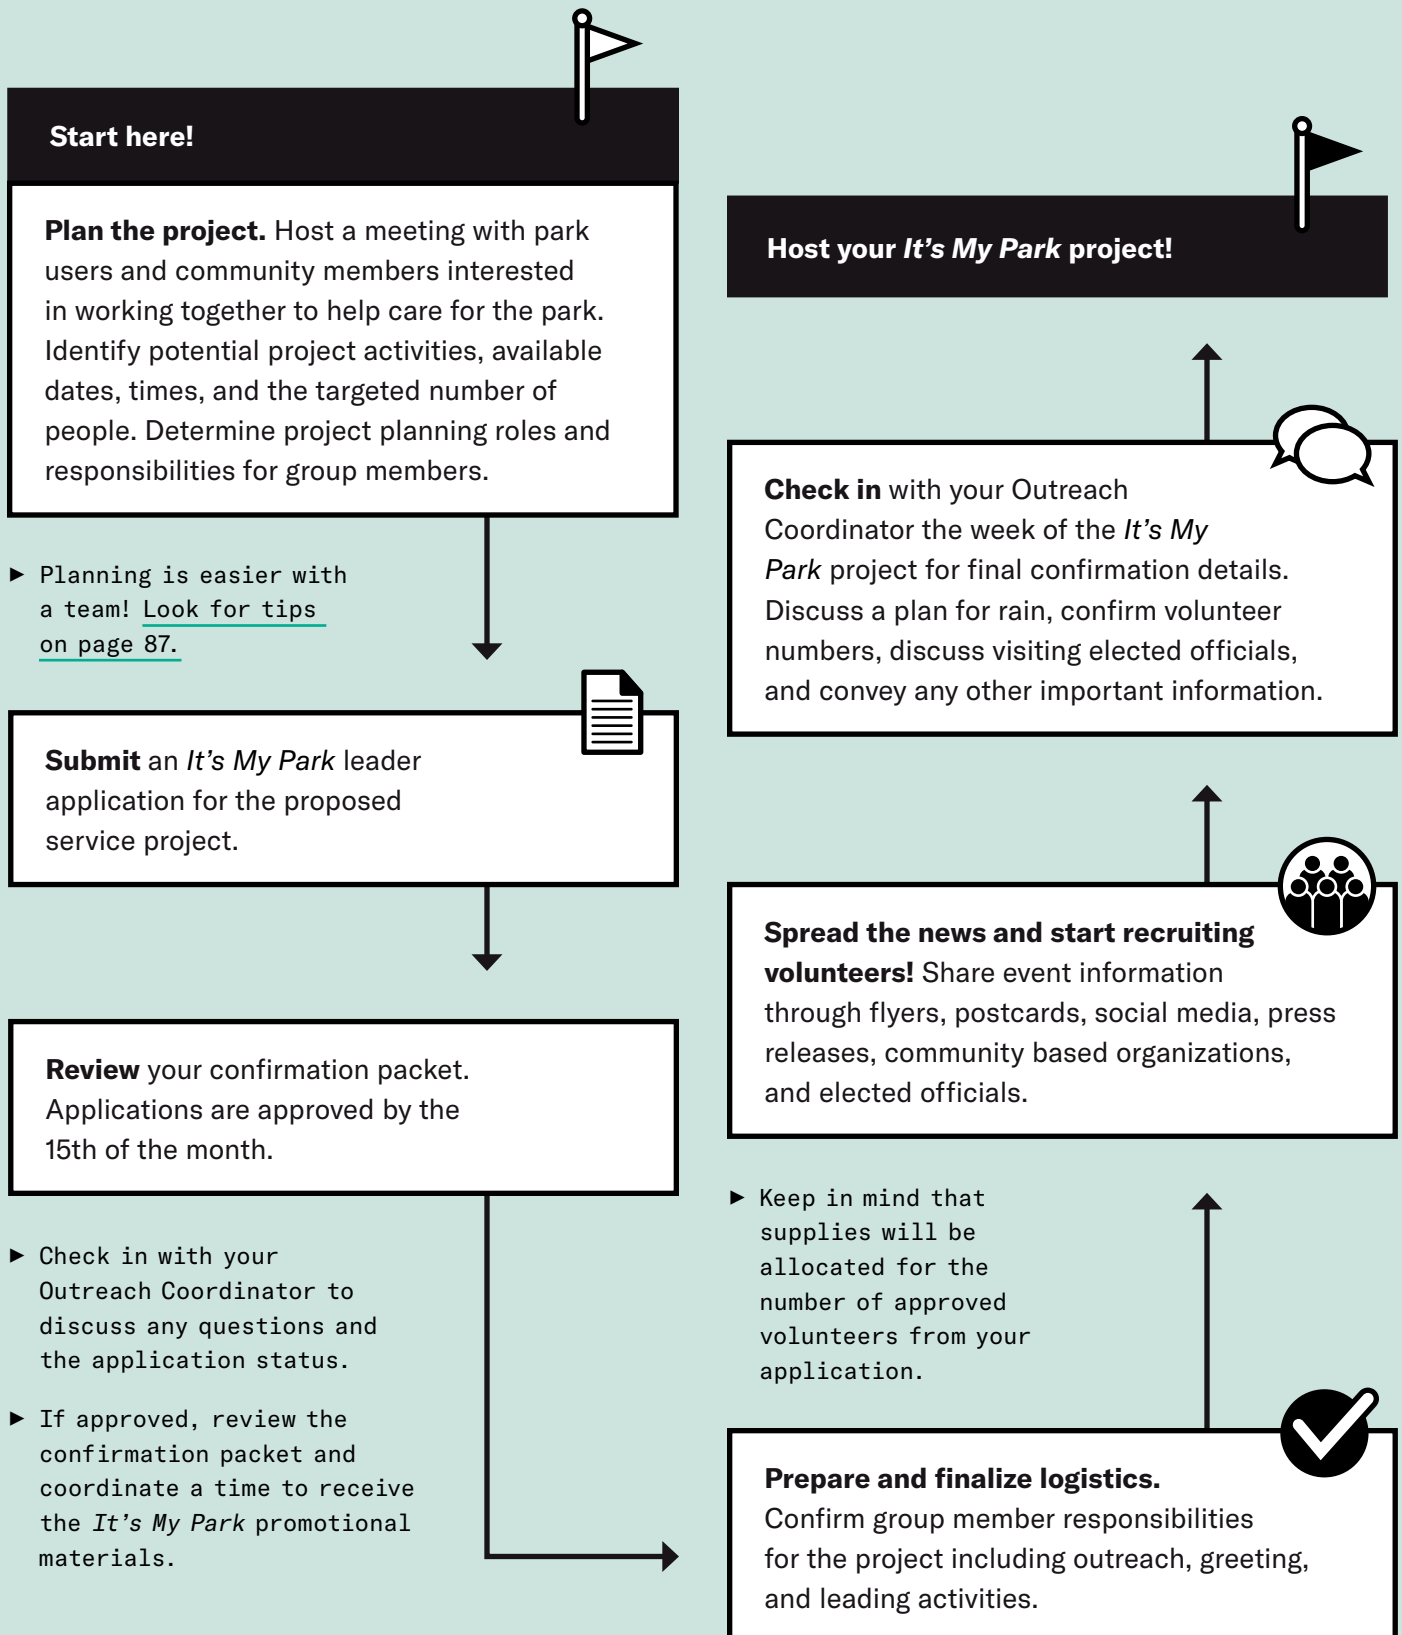 Start here!
Plan the project. Host a meeting with park
users and community members interested
in working together to help care for the park.
Identify potential project activities, available
dates, times, and the targeted number of
people. Determine project planning roles and
responsibilities for group members.
► Planning is easier with
a team! Look for tips
on page 87.
Submit an It’s My Park leader
application for the proposed
service project.
Review your confirmation packet.
Applications are approved by the
15th of the month.
► Check in with your
Outreach Coordinator to
discuss any questions and
the application status.
► If approved, review the
confirmation packet and
coordinate a time to receive
the It’s My Park promotional
materials.
Prepare and finalize logistics.
Confirm group member responsibilities
for the project including outreach, greeting,
and leading activities.
► Keep in mind that
supplies will be
allocated for the
number of approved
volunteers from your
application.
Spread the news and start recruiting
volunteers! Share event information
through flyers, postcards, social media, press
releases, community based organizations,
and elected officials.
Check in with your Outreach
Coordinator the week of the It’s My
Park project for final confirmation details.
Discuss a plan for rain, confirm volunteer
numbers, discuss visiting elected officials,
and convey any other important information.
Host your It’s My Park project!